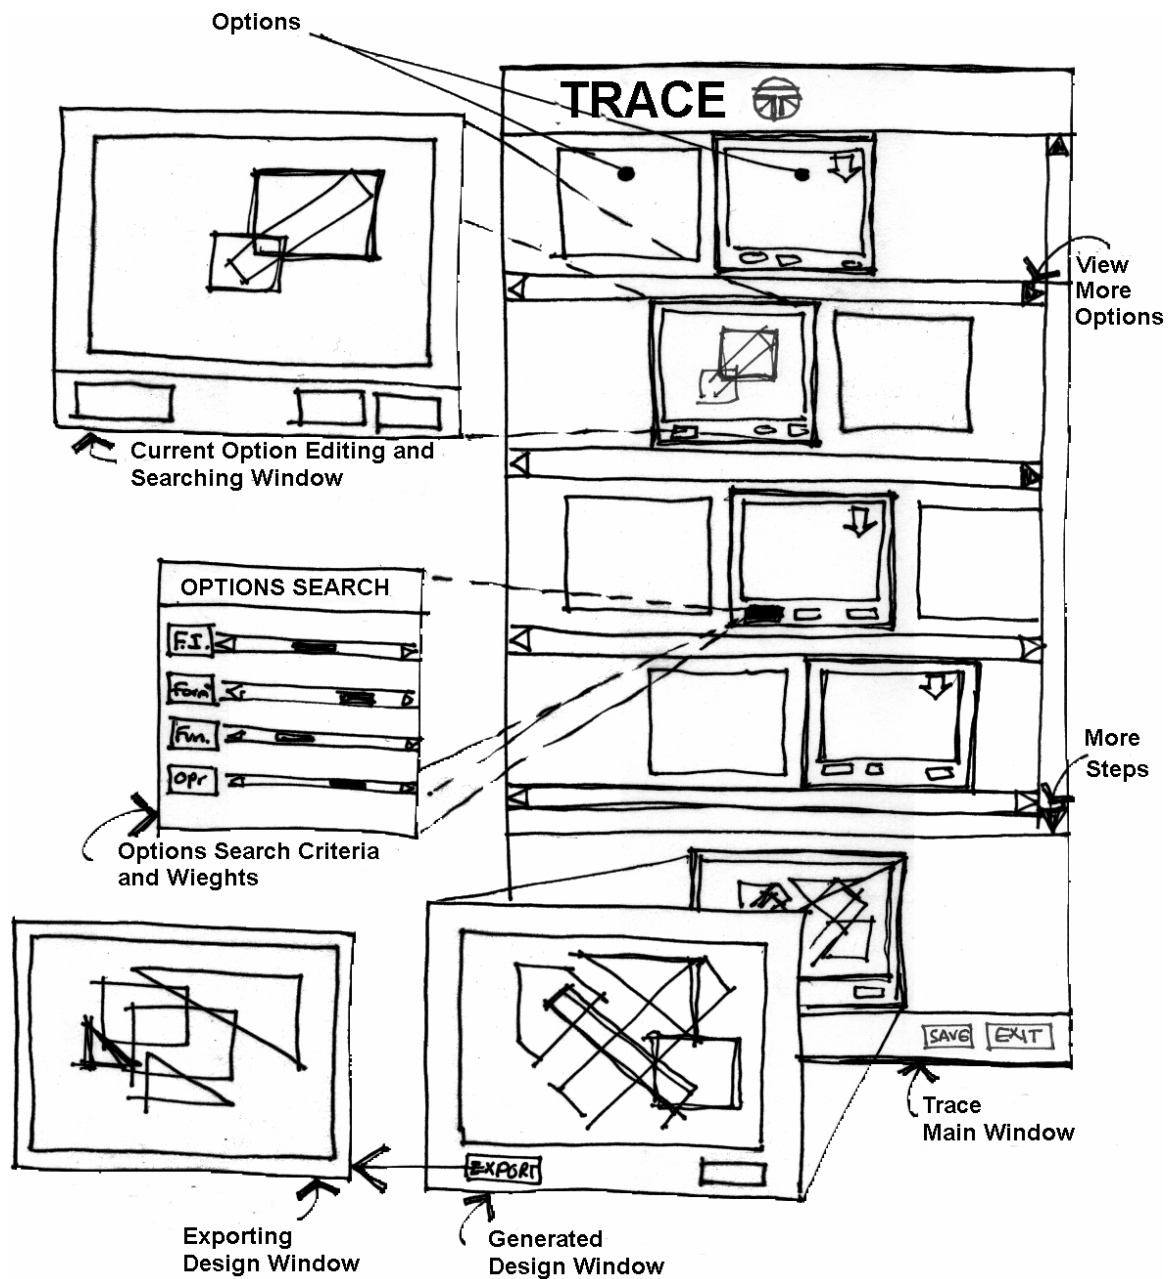 Options
TRACE
View
More
Options
Current Option Editing and
Searching Window
OPTIONS SEARCH
F.I.
Form
Fun.
Opr
Options Search Criteria
and Wieghts
More
Steps
SAVE
EXIT
Trace
Main Window
EXPORT
Exporting
Design Window
Generated
Design Window